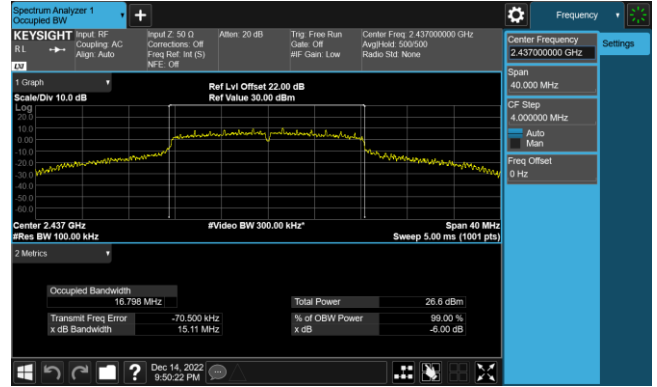 Spectrum Analyzer 1
Occupied BW
Frequency
KEYSIGHT
Input: RF
Input Z: 50 Ω
Atten: 20 dB
Trig: Free Run
Center Freq: 2.437000000 GHz
RL
Coupling: AC
Corrections: Off
Gate: Off
Avg|Hold: 500/500
Align: Auto
Freq Ref: Int (S)
#IF Gain: Low
Radio Std: None
NFE: Off
LXI
Center Frequency
2.437000000 GHz
Settings
Span
40.000 MHz
CF Step
4.000000 MHz
Auto
Man
Freq Offset
0 Hz
1 Graph
Scale/Div 10.0 dB
Ref Lvl Offset 22.00 dB
Ref Value 30.00 dBm
Log
20.0
10.0
0.00
-10.0
-20.0
-30.0
-40.0
-50.0
-60.0
Center 2.437 GHz
#Video BW 300.00 kHz*
Span 40 MHz
#Res BW 100.00 kHz
Sweep 5.00 ms (1001 pts)
2 Metrics
Occupied Bandwidth
16.798 MHz
Total Power
26.6 dBm
Transmit Freq Error
-70.500 kHz
% of OBW Power
99.00 %
x dB Bandwidth
15.11 MHz
x dB
-6.00 dB
?
Dec 14, 2022
9:50:22 PM